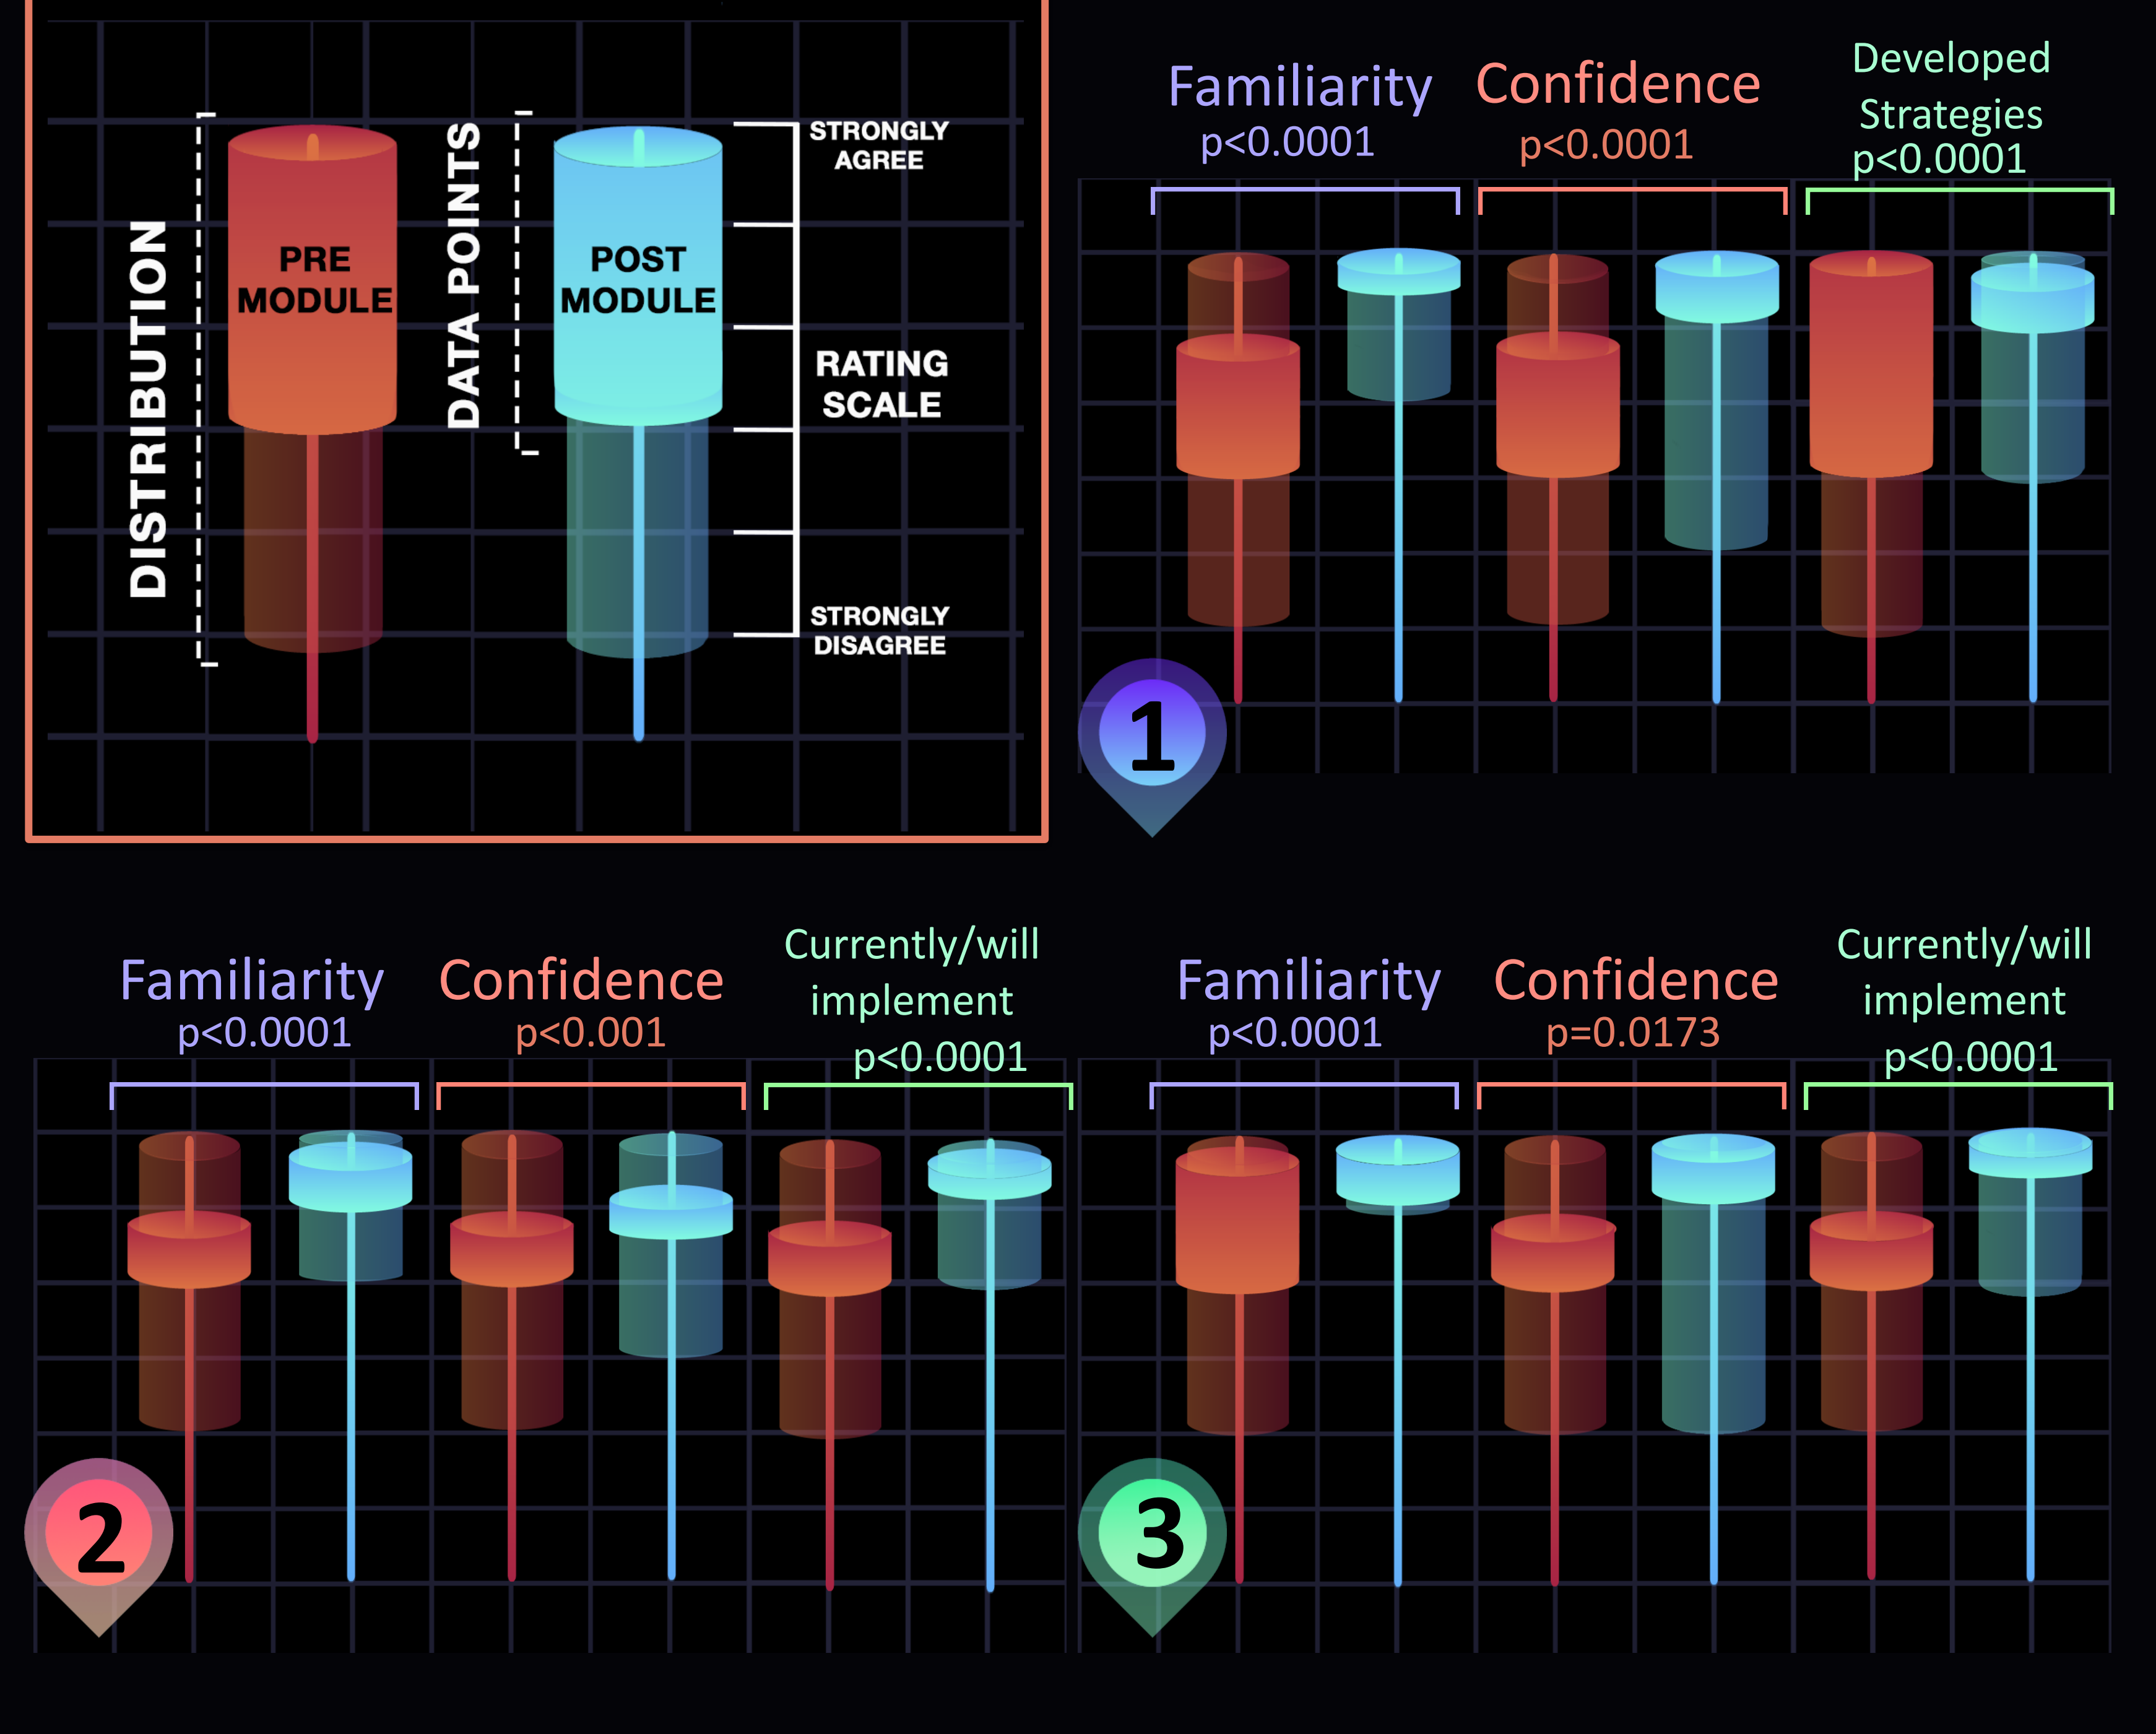 DISTRIBUTION
PRE
MODULE
DATA POINTS
POST
MODULE
STRONGLY
AGREE
RATING
SCALE
STRONGLY
DISAGREE
Familiarity
p<0.0001
Confidence
p<0.0001
Developed
Strategies
p<0.0001
1
Familiarity
p<0.0001
Confidence
p<0.001
Currently/will
implement
p<0.0001
2
Familiarity
p<0.0001
Confidence
p=0.0173
Currently/will
implement
p<0.0001
3